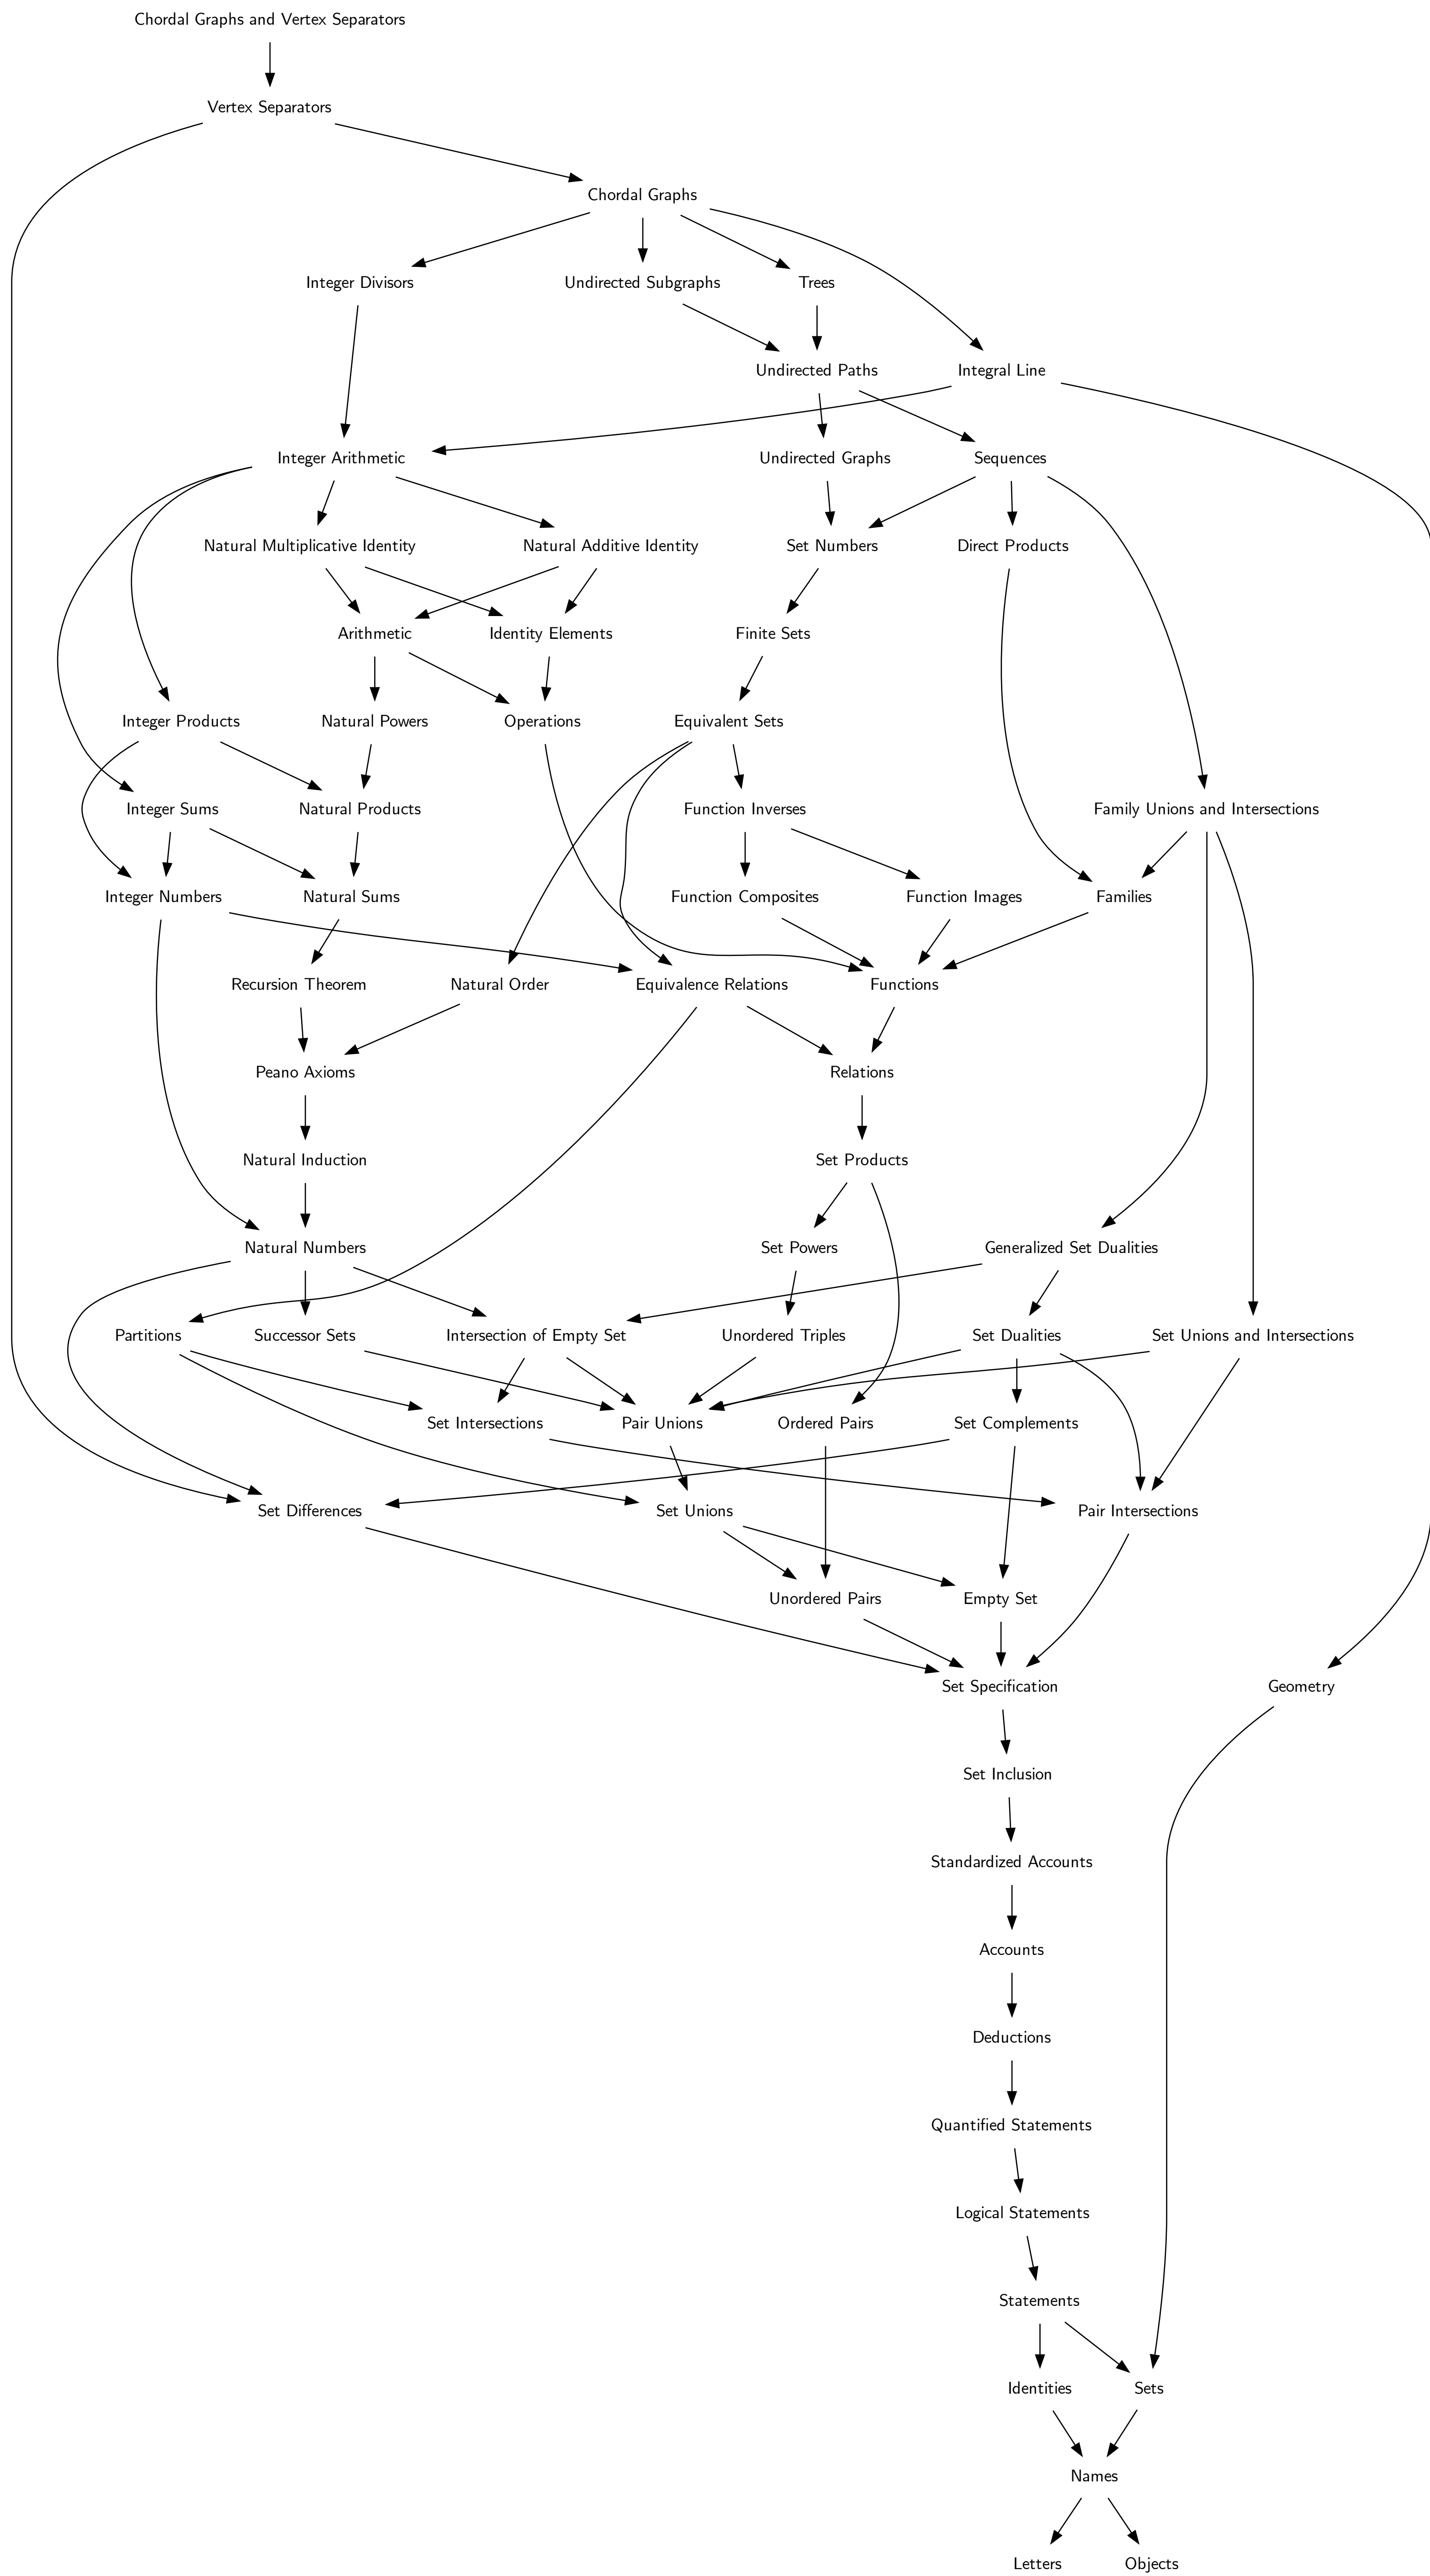 Chordal Graphs and Vertex Separators
Vertex Separators
Chordal Graphs
Integer Divisors
Undirected Subgraphs
Trees
Undirected Paths
Integral Line
Integer Arithmetic
Undirected Graphs
Sequences
Natural Multiplicative Identity
Natural Additive Identity
Set Numbers
Direct Products
Arithmetic
Identity Elements
Finite Sets
Integer Products
Natural Powers
Operations
Equivalent Sets
Integer Sums
Natural Products
Function Inverses
Family Unions and Intersections
Integer Numbers
Natural Sums
Function Composites
Function Images
Families
Recursion Theorem
Natural Order
Equivalence Relations
Functions
Peano Axioms
Relations
Natural Induction
Set Products
Natural Numbers
Set Powers
Generalized Set Dualities
Partitions
Successor Sets
Intersection of Empty Set
Unordered Triples
Set Dualities
Set Unions and Intersections
Set Intersections
Pair Unions
Ordered Pairs
Set Complements
Set Differences
Set Unions
Pair Intersections
Unordered Pairs
Empty Set
Set Specification
Geometry
Set Inclusion
Standardized Accounts
Accounts
Deductions
Quantified Statements
Logical Statements
Statements
Identities
Sets
Names
Letters
Objects